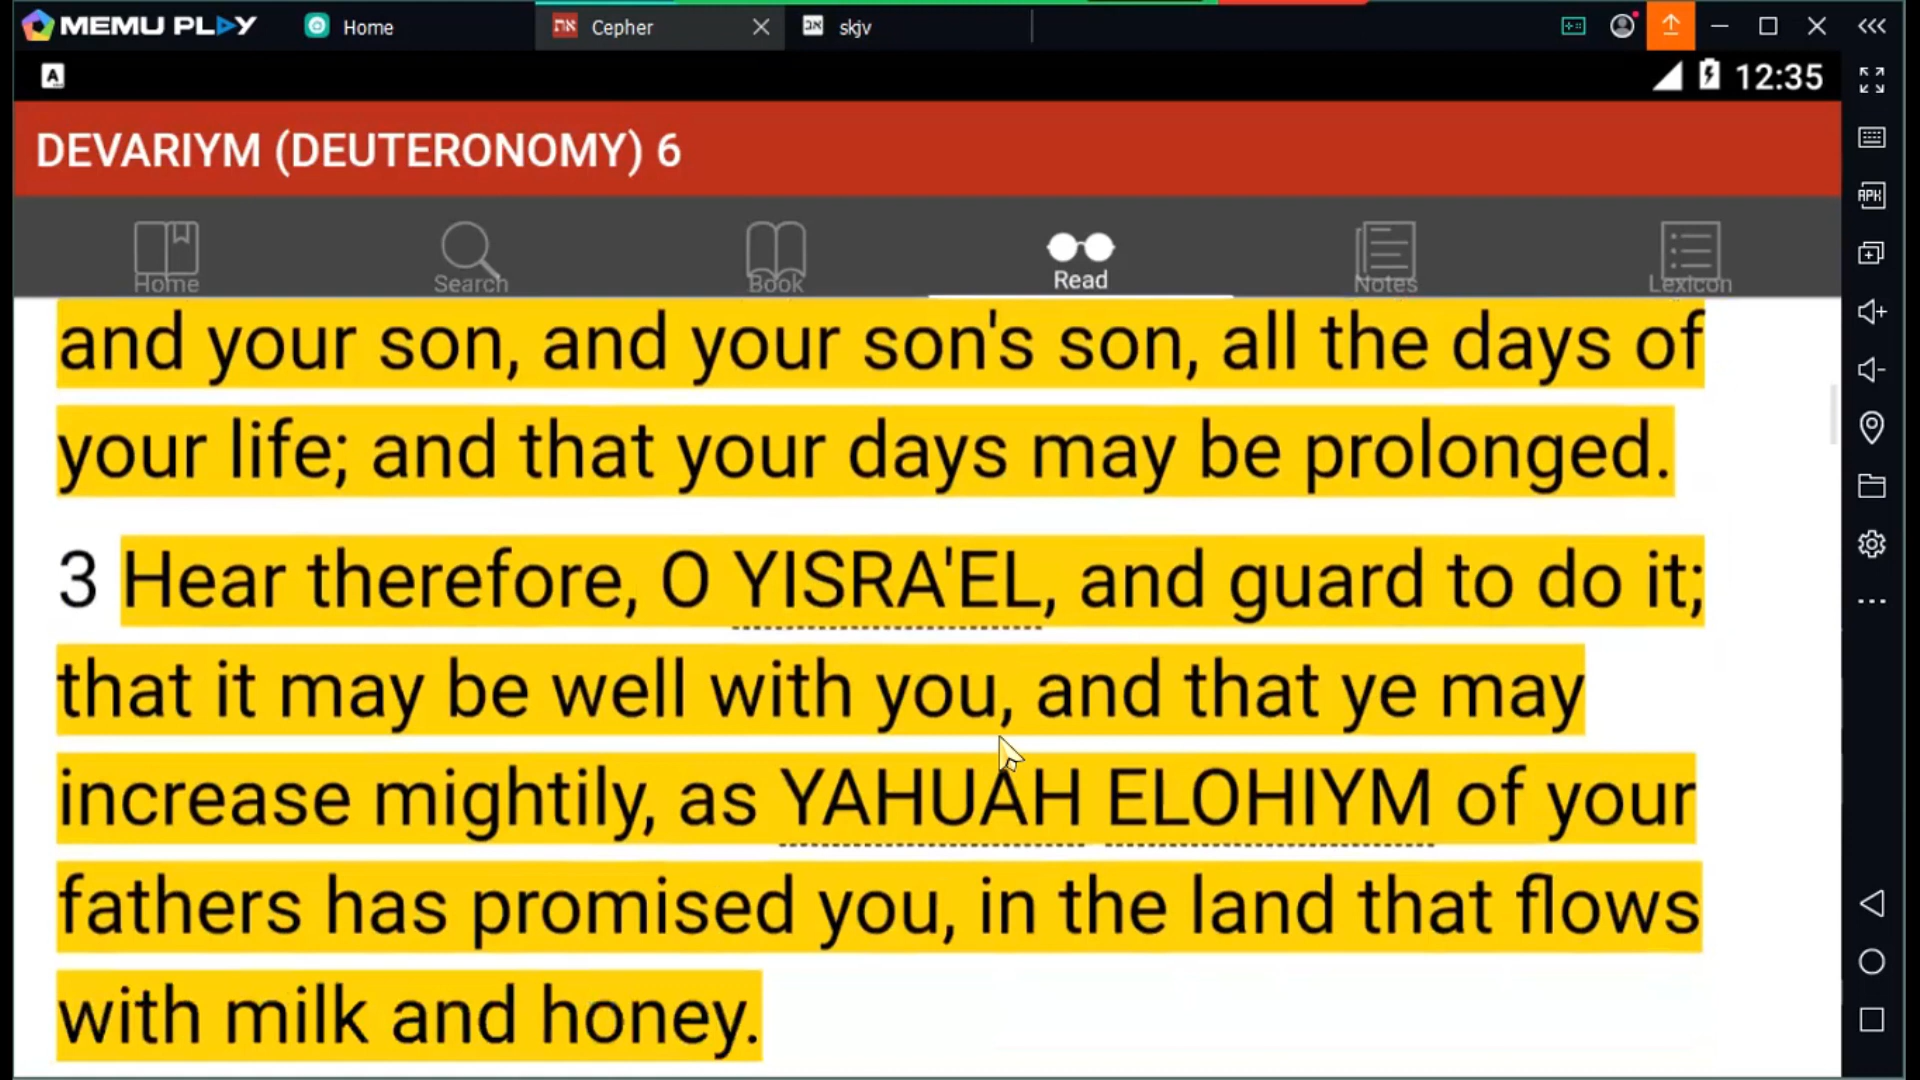 MEMU PLAY
Home
את Cepher
אב skjv
A
12:35
DEVARIYM (DEUTERONOMY) 6
Home
Search
Book
Read
Notes
Lexicon
and your son, and your son's son, all the days of
your life; and that your days may be prolonged.
3 Hear therefore, O YISRA'EL, and guard to do it;
that it may be well with you, and that ye may
increase mightily, as YAHUAH ELOHIYM of your
fathers has promised you, in the land that flows
with milk and honey.
APK